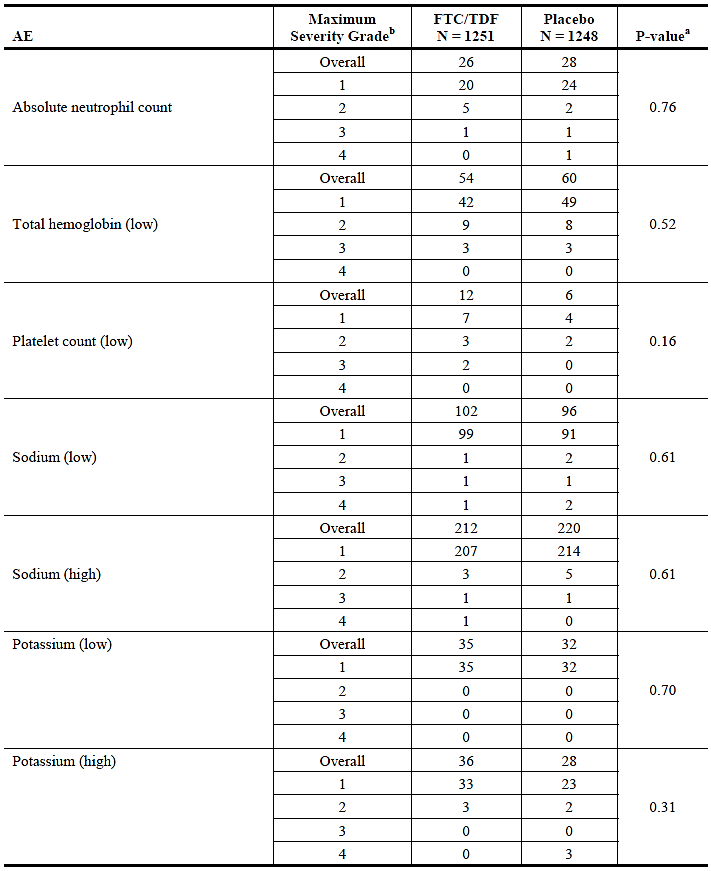 AE Maximum Severity Grade^b FTC/TDF N = 1251 Placebo N = 1248 P-value^a
Absolute neutrophil count Overall 26 28 0.76
1 20 24
2 5 2
3 1 1
4 0 1
Total hemoglobin (low) Overall 54 60 0.52
1 42 49
2 9 8
3 3 3
4 0 0
Platelet count (low) Overall 12 6 0.16
1 7 4
2 3 2
3 2 0
4 0 0
Sodium (low) Overall 102 96 0.61
1 99 91
2 1 2
3 1 1
4 1 2
Sodium (high) Overall 212 220 0.61
1 207 214
2 3 5
3 1 1
4 1 0
Potassium (low) Overall 35 32 0.70
1 35 32
2 0 0
3 0 0
4 0 0
Potassium (high) Overall 36 28 0.31
1 33 23
2 3 2
3 0 0
4 0 3